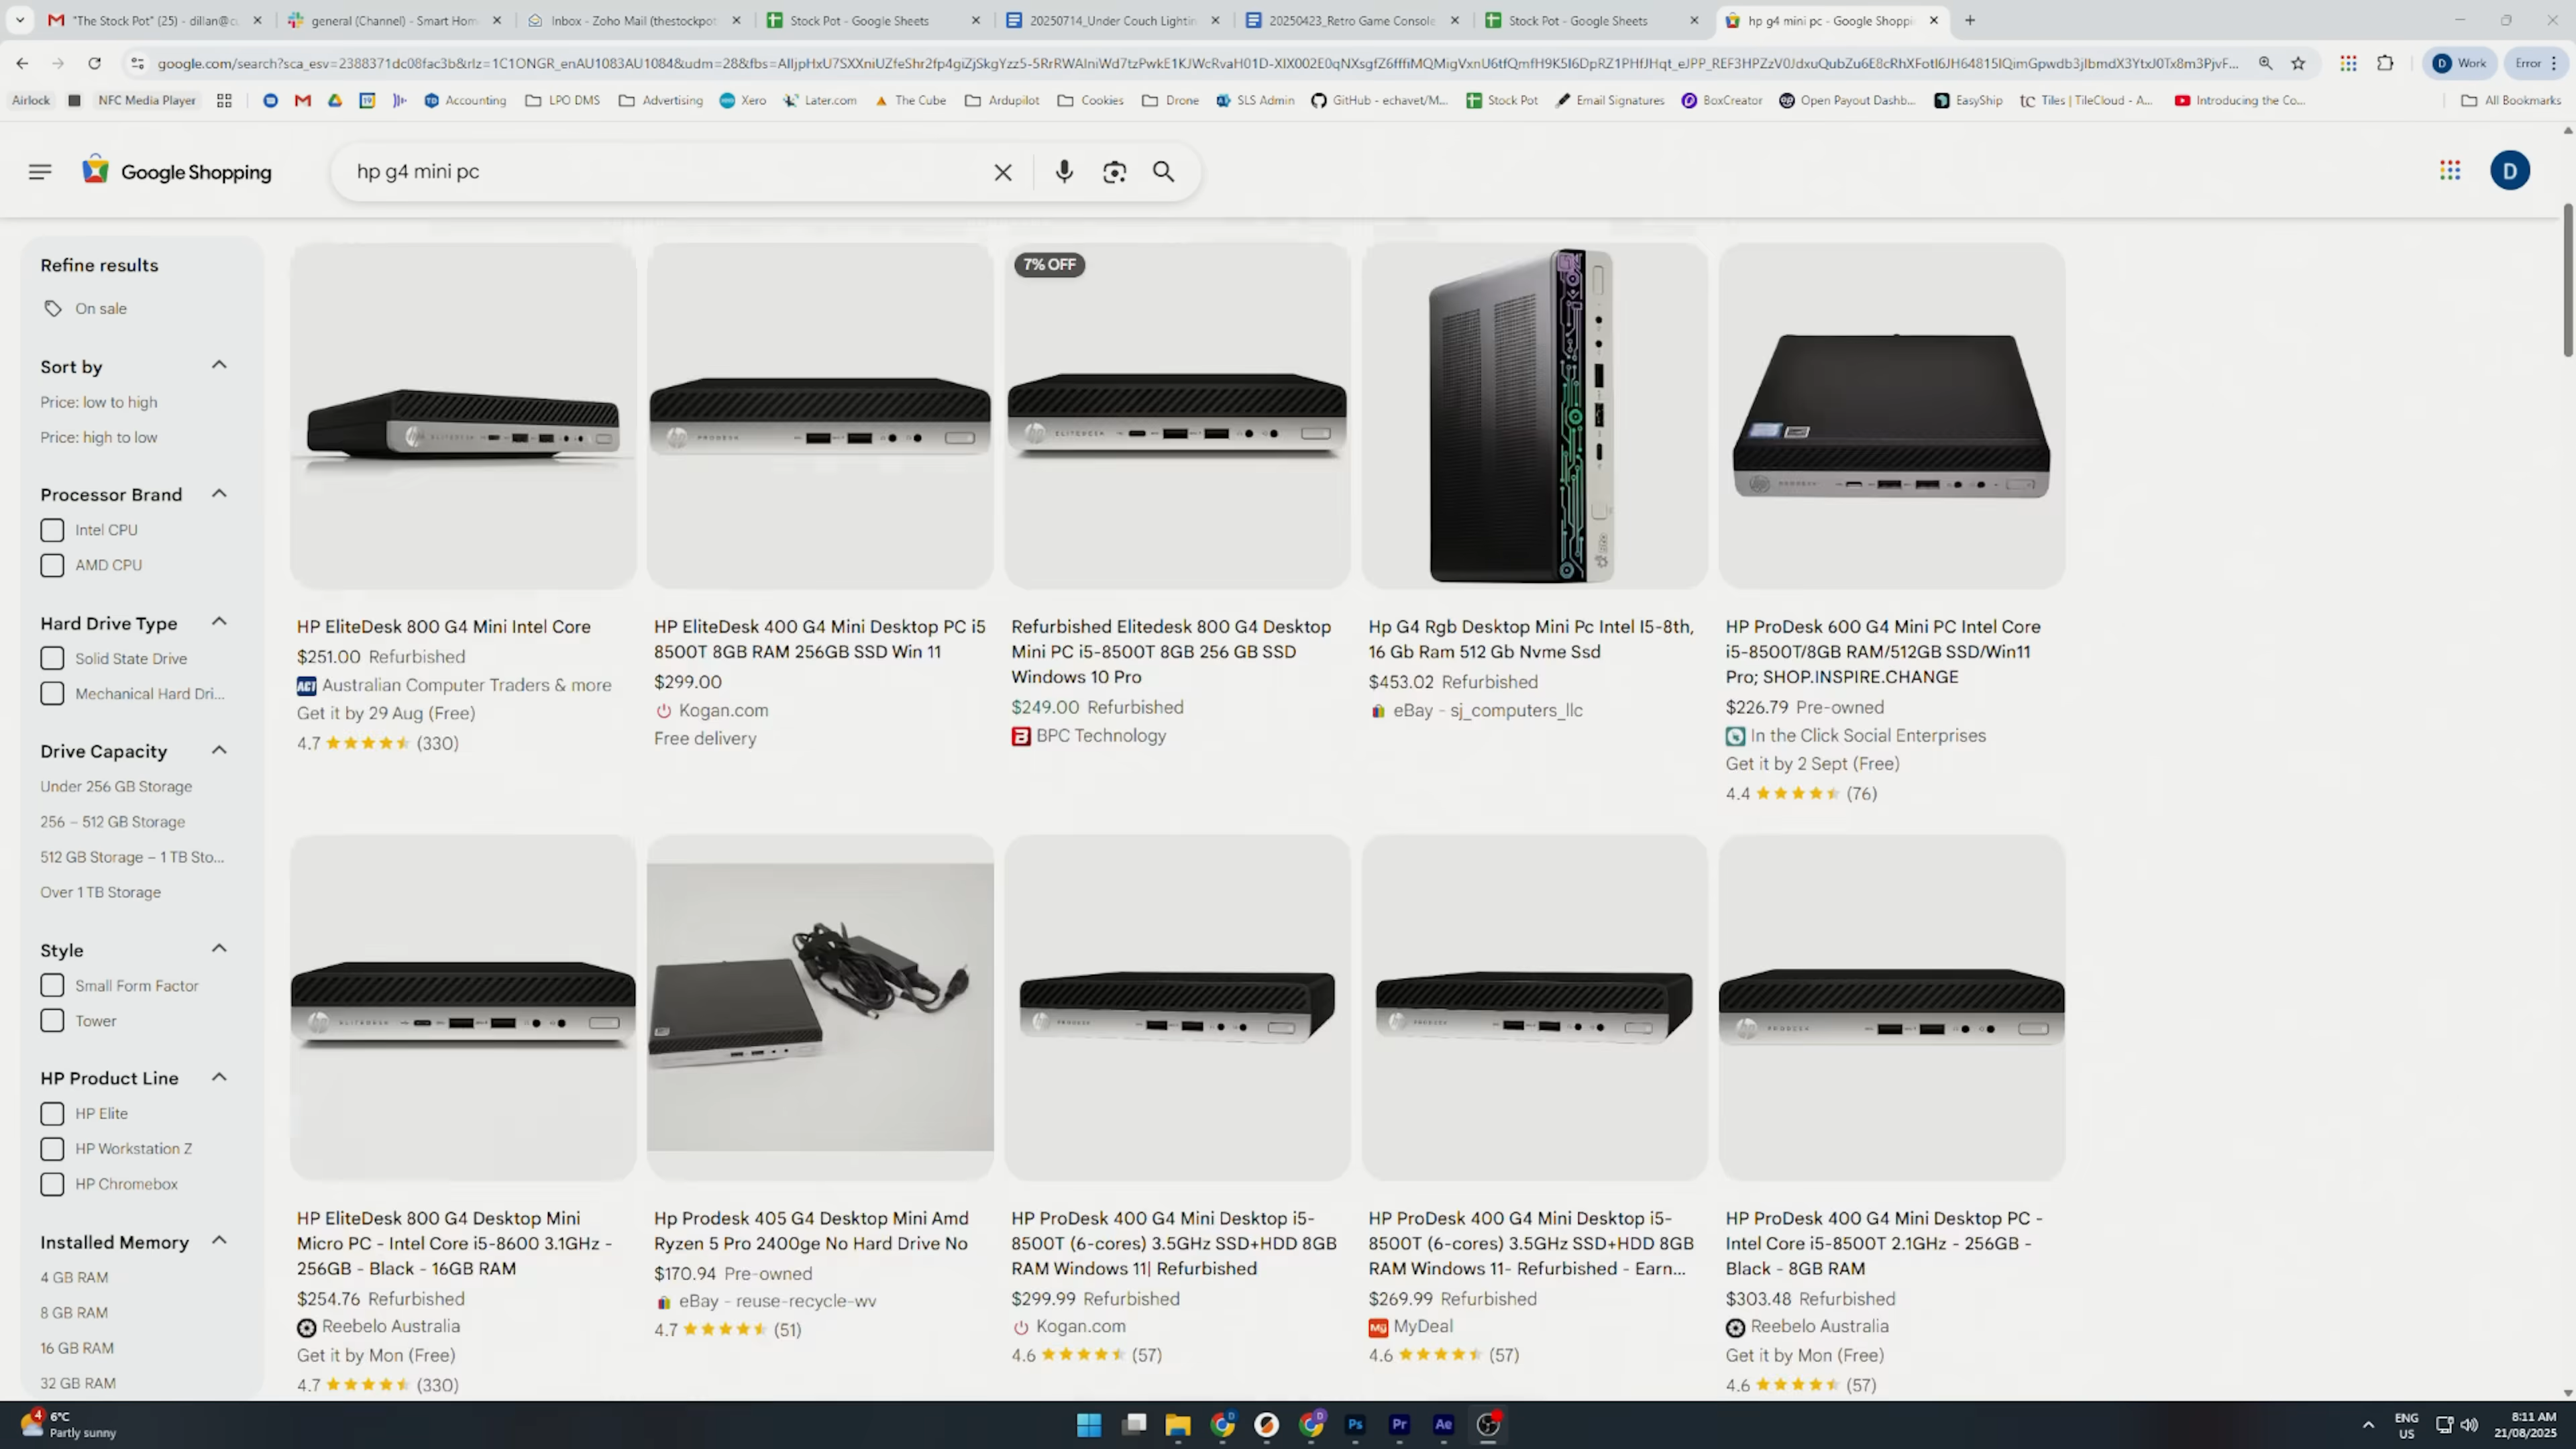 "The Stock Pot" (25) - dillan@cu
general (Channel) - Smart Hom
Inbox - Zoho Mail (thestockpot
Stock Pot - Google Sheets
20250714_Under Couch Lightin
20250423_Retro Game Console
Stock Pot - Google Sheets
hp g4 mini pc - Google Shoppi
Work
Error
Airlock
NFC Media Player
Accounting
LPO DMS
Advertising
Xero
Later.com
The Cube
Ardupilot
Cookies
Drone
SLS Admin
GitHub - echavet/M...
Stock Pot
Email Signatures
BoxCreator
Open Payout Dashb...
EasyShip
Tiles | TileCloud - A...
Introducing the Co...
All Bookmarks
Google Shopping
hp g4 mini pc
D
Refine results
On sale
Sort by
Price: low to high
Price: high to low
Processor Brand
Intel CPU
AMD CPU
Hard Drive Type
Solid State Drive
Mechanical Hard Dri...
Drive Capacity
Under 256 GB Storage
256 – 512 GB Storage
512 GB Storage – 1 TB Sto...
Over 1 TB Storage
Style
Small Form Factor
Tower
HP Product Line
HP Elite
HP Workstation Z
HP Chromebox
Installed Memory
4 GB RAM
8 GB RAM
16 GB RAM
32 GB RAM
HP EliteDesk 800 G4 Mini Intel Core
$251.00 Refurbished
Australian Computer Traders & more
Get it by 29 Aug (Free)
4.7 (330)
HP EliteDesk 400 G4 Mini Desktop PC i5
8500T 8GB RAM 256GB SSD Win 11
$299.00
Kogan.com
Free delivery
7% OFF
Refurbished Elitedesk 800 G4 Desktop
Mini PC i5-8500T 8GB 256 GB SSD
Windows 10 Pro
$249.00 Refurbished
BPC Technology
Hp G4 Rgb Desktop Mini Pc Intel I5-8th,
16 Gb Ram 512 Gb Nvme Ssd
$453.02 Refurbished
eBay - sj_computers_llc
HP ProDesk 600 G4 Mini PC Intel Core
i5-8500T/8GB RAM/512GB SSD/Win11
Pro; SHOP.INSPIRE.CHANGE
$226.79 Pre-owned
In the Click Social Enterprises
Get it by 2 Sept (Free)
4.4 (76)
HP EliteDesk 800 G4 Desktop Mini
Micro PC - Intel Core i5-8600 3.1GHz -
256GB - Black - 16GB RAM
$254.76 Refurbished
Reebelo Australia
Get it by Mon (Free)
4.7 (330)
Hp Prodesk 405 G4 Desktop Mini Amd
Ryzen 5 Pro 2400ge No Hard Drive No
$170.94 Pre-owned
eBay - reuse-recycle-wv
4.7 (51)
HP ProDesk 400 G4 Mini Desktop i5-
8500T (6-cores) 3.5GHz SSD+HDD 8GB
RAM Windows 11| Refurbished
$299.99 Refurbished
Kogan.com
4.6 (57)
HP ProDesk 400 G4 Mini Desktop i5-
8500T (6-cores) 3.5GHz SSD+HDD 8GB
RAM Windows 11- Refurbished - Earn...
$269.99 Refurbished
MyDeal
4.6 (57)
HP ProDesk 400 G4 Mini Desktop PC -
Intel Core i5-8500T 2.1GHz - 256GB -
Black - 8GB RAM
$303.48 Refurbished
Reebelo Australia
Get it by Mon (Free)
4.6 (57)
4
6°C
Partly sunny
Ps
Pr
Ae
ENG
US
8:11 AM
21/08/2025